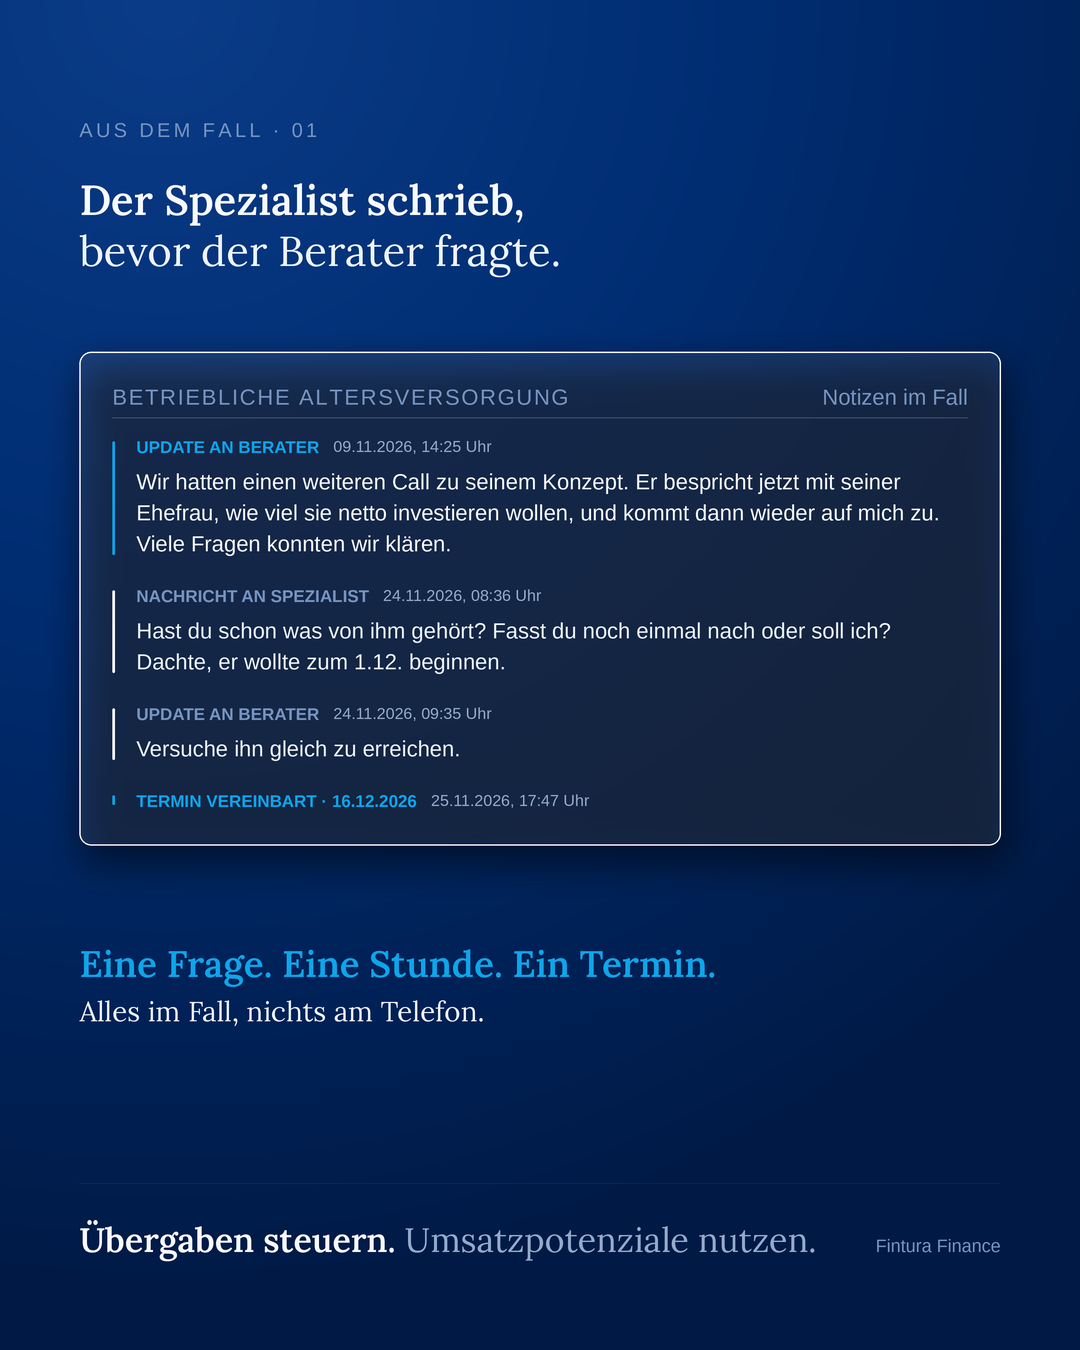 AUS DEM FALL · 01
Der Spezialist schrieb,
bevor der Berater fragte.
BETRIEBLICHE ALTERSVERSORGUNG Notizen im Fall
UPDATE AN BERATER 09.11.2026, 14:25 Uhr
Wir hatten einen weiteren Call zu seinem Konzept. Er bespricht jetzt mit seiner
Ehefrau, wie viel sie netto investieren wollen, und kommt dann wieder auf mich zu.
Viele Fragen konnten wir klären.
NACHRICHT AN SPEZIALIST 24.11.2026, 08:36 Uhr
Hast du schon was von ihm gehört? Fasst du noch einmal nach oder soll ich?
Dachte, er wollte zum 1.12. beginnen.
UPDATE AN BERATER 24.11.2026, 09:35 Uhr
Versuche ihn gleich zu erreichen.
TERMIN VEREINBART · 16.12.2026 25.11.2026, 17:47 Uhr
Eine Frage. Eine Stunde. Ein Termin.
Alles im Fall, nichts am Telefon.
Übergaben steuern. Umsatzpotenziale nutzen. Fintura Finance